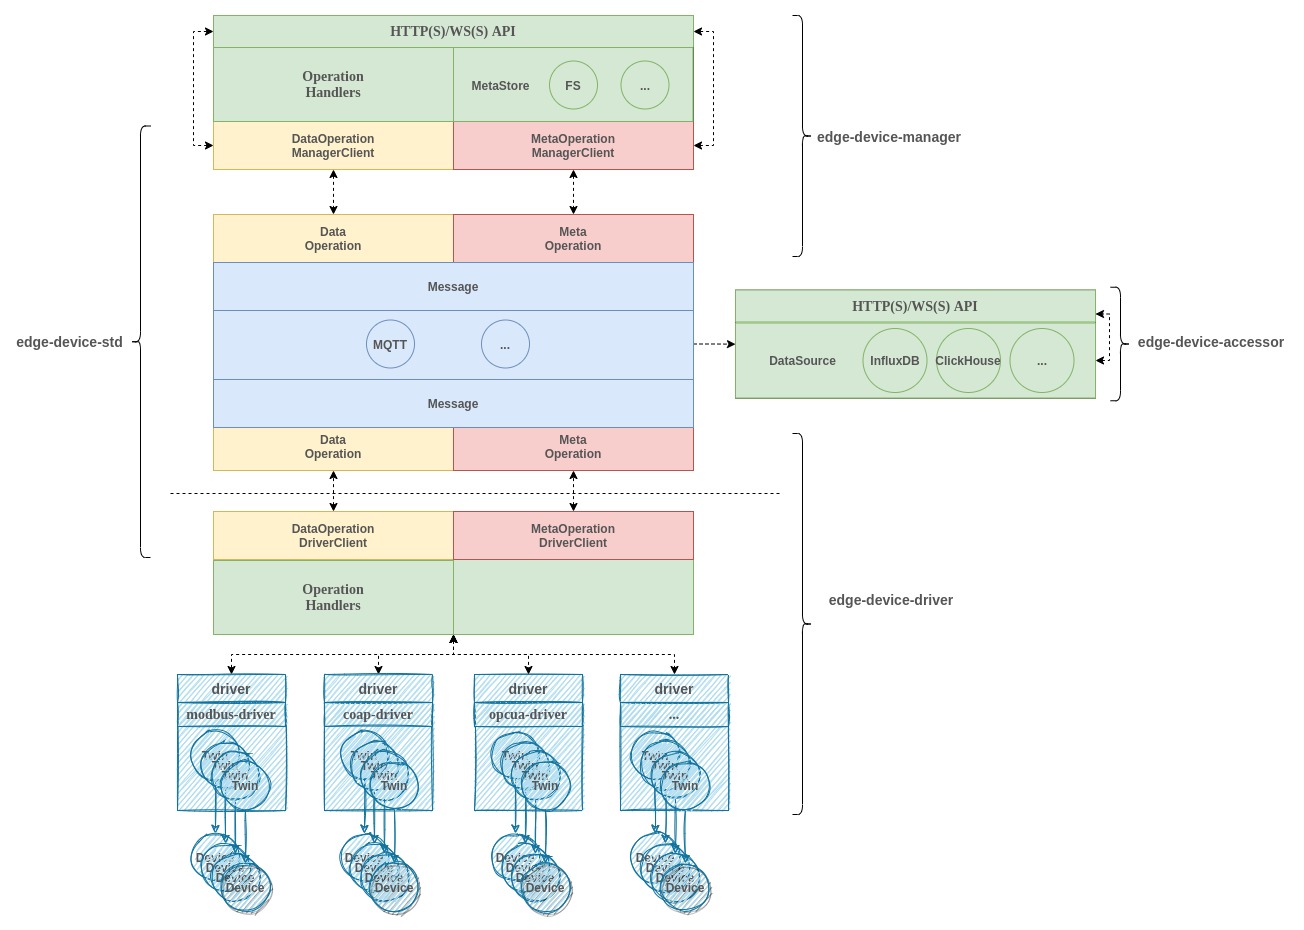 HTTP(S)/WS(S) API
Operation
Handlers
MetaStore
FS
...
DataOperation
ManagerClient
MetaOperation
ManagerClient
edge-device-manager
Data
Operation
Meta
Operation
Message
MQTT
...
Message
Data
Operation
Meta
Operation
edge-device-std
HTTP(S)/WS(S) API
DataSource
InfluxDB
ClickHouse
...
edge-device-accessor
DataOperation
DriverClient
MetaOperation
DriverClient
Operation
Handlers
edge-device-driver
driver
modbus-driver
Twin
Twin
Twin
Twin
Device
Device
Device
Device
driver
coap-driver
Twin
Twin
Twin
Twin
Device
Device
Device
Device
driver
opcua-driver
Twin
Twin
Twin
Twin
Device
Device
Device
Device
driver
...
Twin
Twin
Twin
Twin
Device
Device
Device
Device